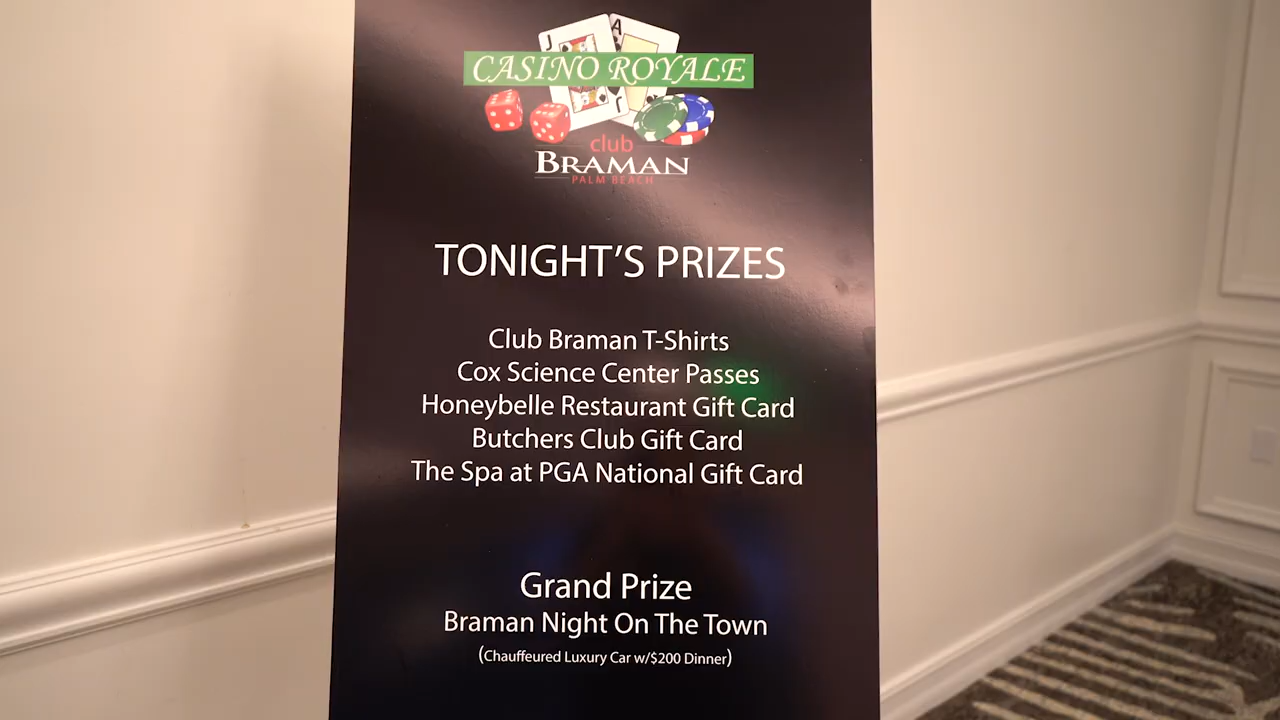 J A
CASINO ROYALE
J
club
BRAMAN
PALM BEACH
TONIGHT'S PRIZES
Club Braman T-Shirts
Cox Science Center Passes
Honeybelle Restaurant Gift Card
Butchers Club Gift Card
The Spa at PGA National Gift Card
Grand Prize
Braman Night On The Town
(Chauffeured Luxury Car w/$200 Dinner)